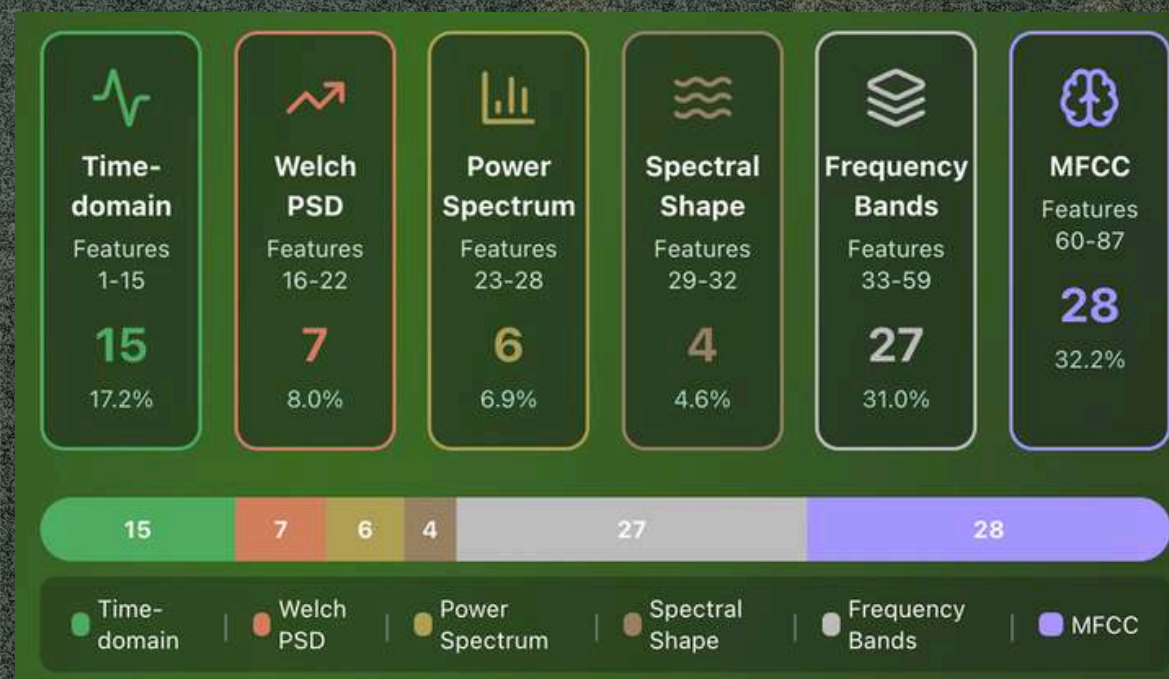 Time-
domain
Features
1-15
15
17.2%
Welch
PSD
Features
16-22
7
8.0%
Power
Spectrum
Features
23-28
6
6.9%
Spectral
Shape
Features
29-32
4
4.6%
Frequency
Bands
Features
33-59
27
31.0%
MFCC
Features
60-87
28
32.2%
15 7 6 4 27 28
Time-
domain
Welch
PSD
Power
Spectrum
Spectral
Shape
Frequency
Bands
MFCC